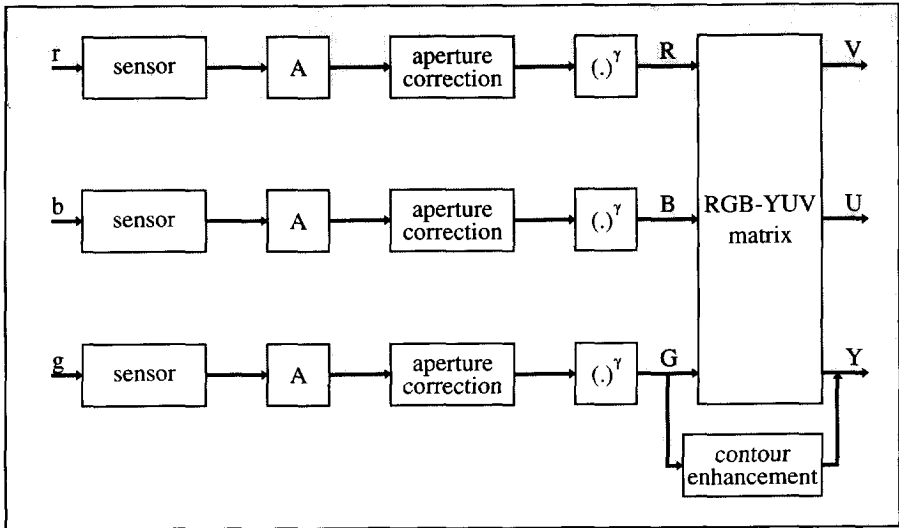 r sensor A aperture correction (.)γ R V
b sensor A aperture correction (.)γ B RGB-YUV matrix U
g sensor A aperture correction (.)γ G Y
contour enhancement